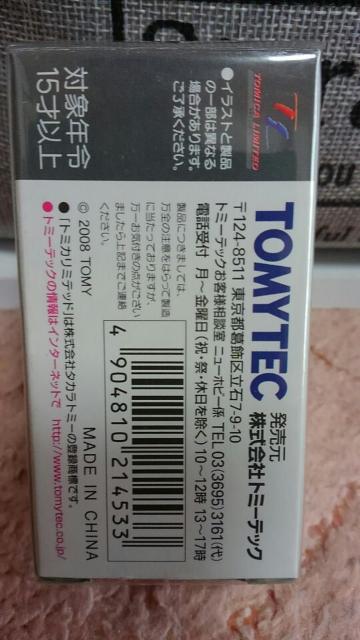 TOMICA LIMITED
●イラストと製品
の一部は異なる
場合があります。
ご了承ください。
対象年令
15才以上
TOMYTEC 発売元 株式会社トミーテック
〒124-8511 東京都葛飾区立石7-9-10
トミーテックお客様相談室 ニューホビー係 TEL 03(3695)3161(代)
電話受付 月〜金曜日(祝・祭・休日を除く) 10〜12時 13〜17時
製品につきましては、
万全の注意をはらって製造
に当たっておりますが、
万一お気付きの点がござい
ましたら上記までご連絡
ください。
4 904810 214533
© 2008 TOMY
MADE IN CHINA
●「トミカリミテッド」は株式会社タカラトミーの登録商標です。
●トミーテックの情報はインターネットで http://www.tomytec.co.jp/